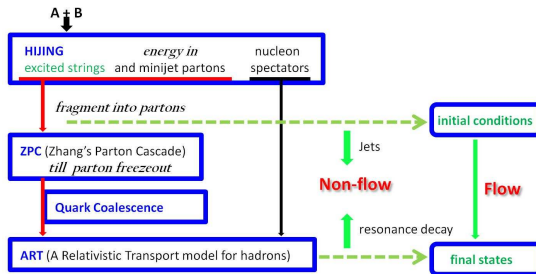 A + B
HIJING energy in nucleon
excited strings and minijet partons spectators
fragment into partons
initial conditions
ZPC (Zhang's Parton Cascade)
till parton freezeout
Jets
Non-flow
Flow
Quark Coalescence
resonance decay
ART (A Relativistic Transport model for hadrons)
final states